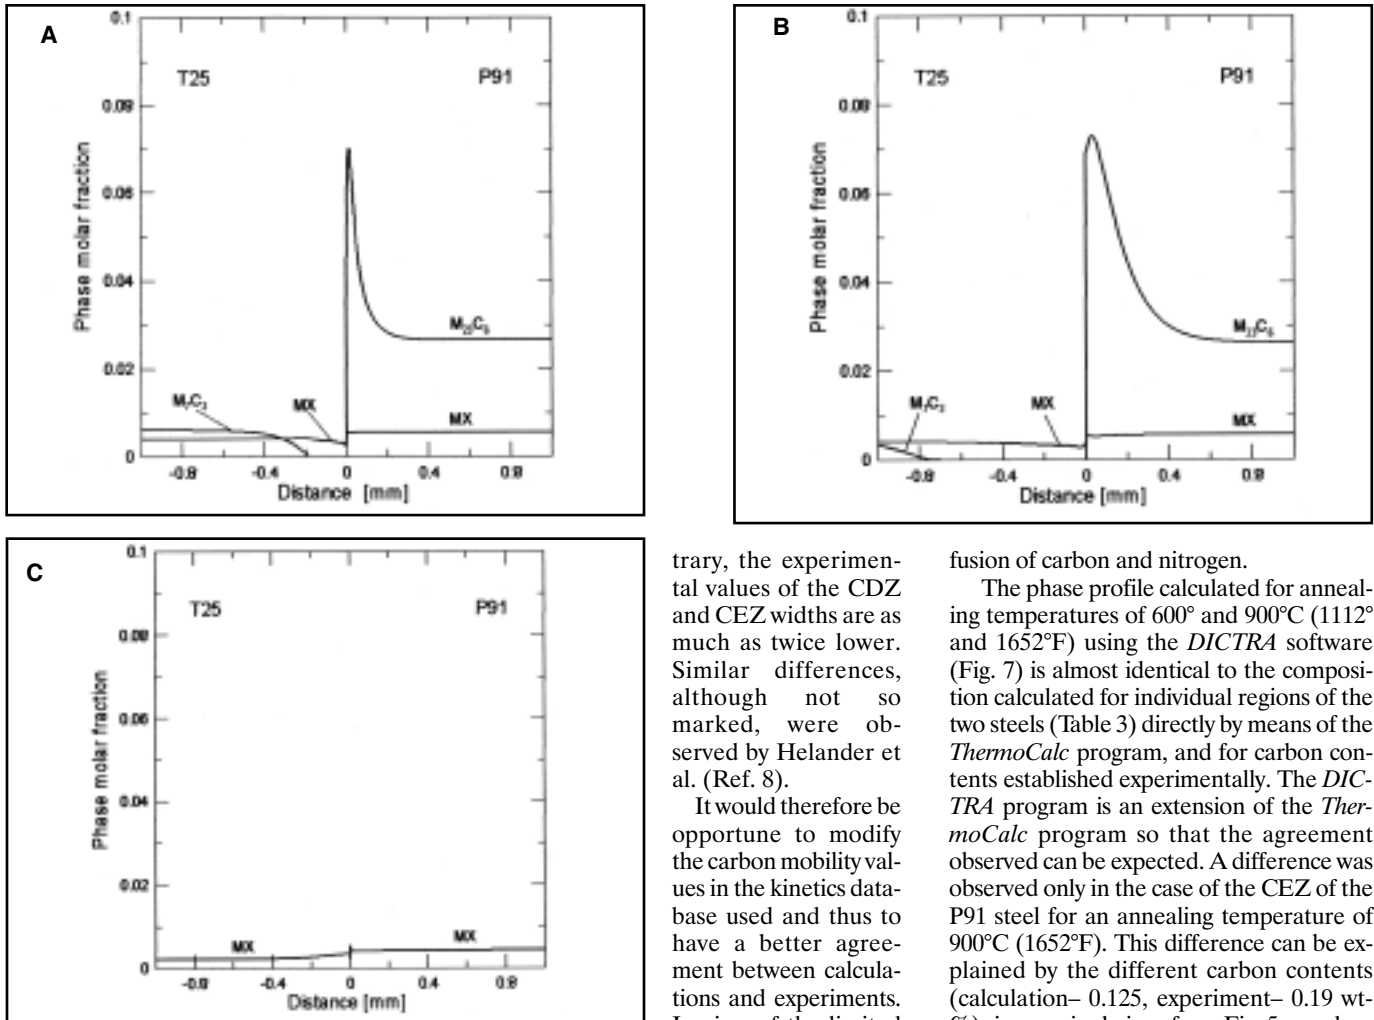 A
T25
P91
0.1
0.08
0.06
0.04
0.02
0
Phase molar fraction
M23C6
M7C3
MX
MX
-0.8
-0.4
0
0.4
0.8
Distance [mm]
B
T25
P91
0.1
0.08
0.06
0.04
0.02
0
Phase molar fraction
M23C6
M7C3
MX
MX
-0.8
-0.4
0
0.4
0.8
Distance [mm]
C
T25
P91
0.1
0.08
0.06
0.04
0.02
0
Phase molar fraction
MX
MX
-0.8
-0.4
0
0.4
0.8
Distance [mm]
trary, the experimen-
tal values of the CDZ
and CEZ widths are as
much as twice lower.
Similar differences,
although not so
marked, were ob-
served by Helander et
al. (Ref. 8).
It would therefore be
opportune to modify
the carbon mobility val-
ues in the kinetics data-
base used and thus to
have a better agree-
ment between calcula-
tions and experiments.
fusion of carbon and nitrogen.
The phase profile calculated for anneal-
ing temperatures of 600° and 900°C (1112°
and 1652°F) using the DICTRA software
(Fig. 7) is almost identical to the composi-
tion calculated for individual regions of the
two steels (Table 3) directly by means of the
ThermoCalc program, and for carbon con-
tents established experimentally. The DIC-
TRA program is an extension of the Ther-
moCalc program so that the agreement
observed can be expected. A difference was
observed only in the case of the CEZ of the
P91 steel for an annealing temperature of
900°C (1652°F). This difference can be ex-
plained by the different carbon contents
(calculation– 0.125, experiment– 0.19 wt-